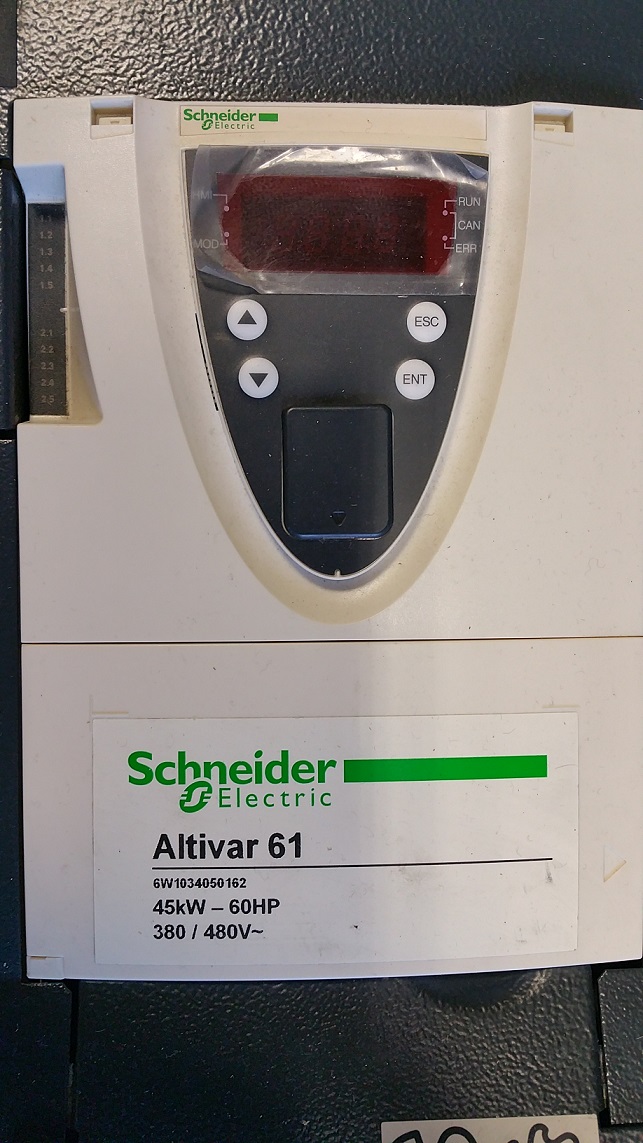 Schneider
Electric
HMI
MOD
RUN
CAN
ERR
1.1
1.2
1.3
1.4
1.5
2.1
2.2
2.3
2.4
2.5
ESC
ENT
Schneider
Electric
Altivar 61
6W1034050162
45kW – 60HP
380 / 480V~